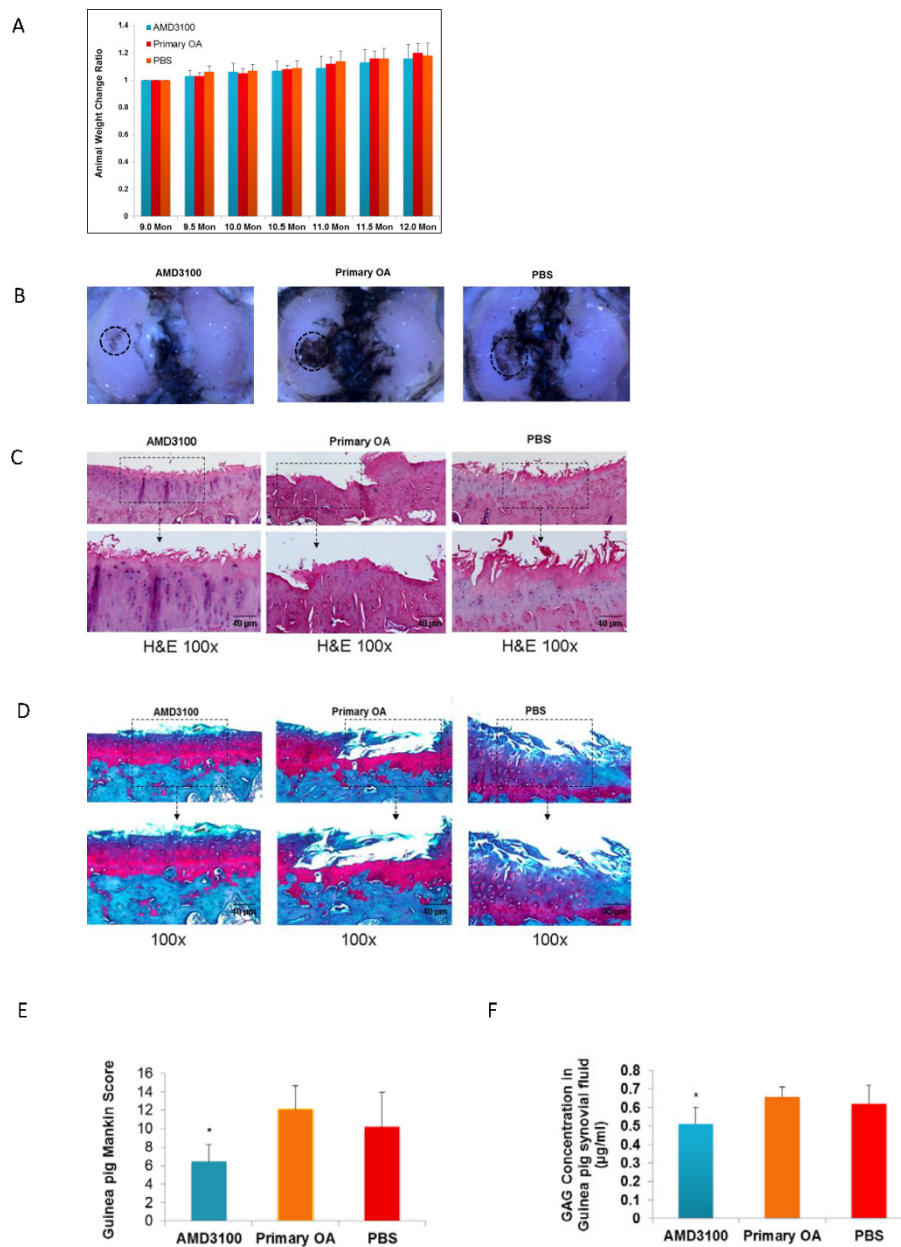 A
AMD3100
Primary OA
PBS
Animal Weight Change Ratio
1.4
1.2
1
0.8
0.6
0.4
0.2
0
9.0 Mon 9.5 Mon 10.0 Mon 10.5 Mon 11.0 Mon 11.5 Mon 12.0 Mon
B
AMD3100 Primary OA PBS
C
AMD3100 Primary OA PBS
40 µm 40 µm 40 µm
H&E 100x H&E 100x H&E 100x
D
AMD3100 Primary OA PBS
40 µm 40 µm 40 µm
100x 100x 100x
E
Guinea pig Mankin Score
16
14
12
10
8
6
4
2
0
*
AMD3100 Primary OA PBS
F
GAG Concentration in
Guinea pig synovial fluid
(µg/ml)
0.8
0.7
0.6
0.5
0.4
0.3
0.2
0.1
0
*
AMD3100 Primary OA PBS